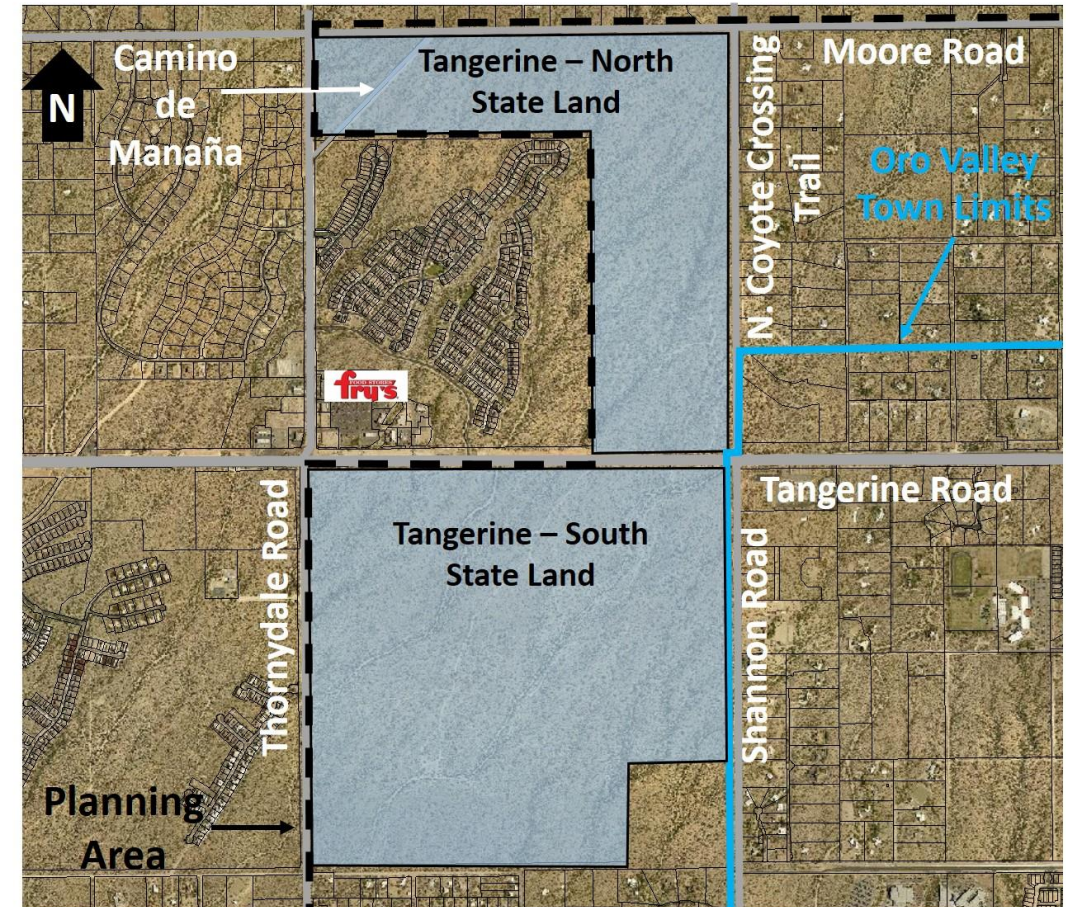 N
Camino
de
Manaña
Tangerine – North
State Land
N. Coyote Crossing
Trail
Moore Road
Oro Valley
Town Limits
FOOD STORES
fry's
Thornydale Road
Tangerine – South
State Land
Tangerine Road
Shannon Road
Planning
Area